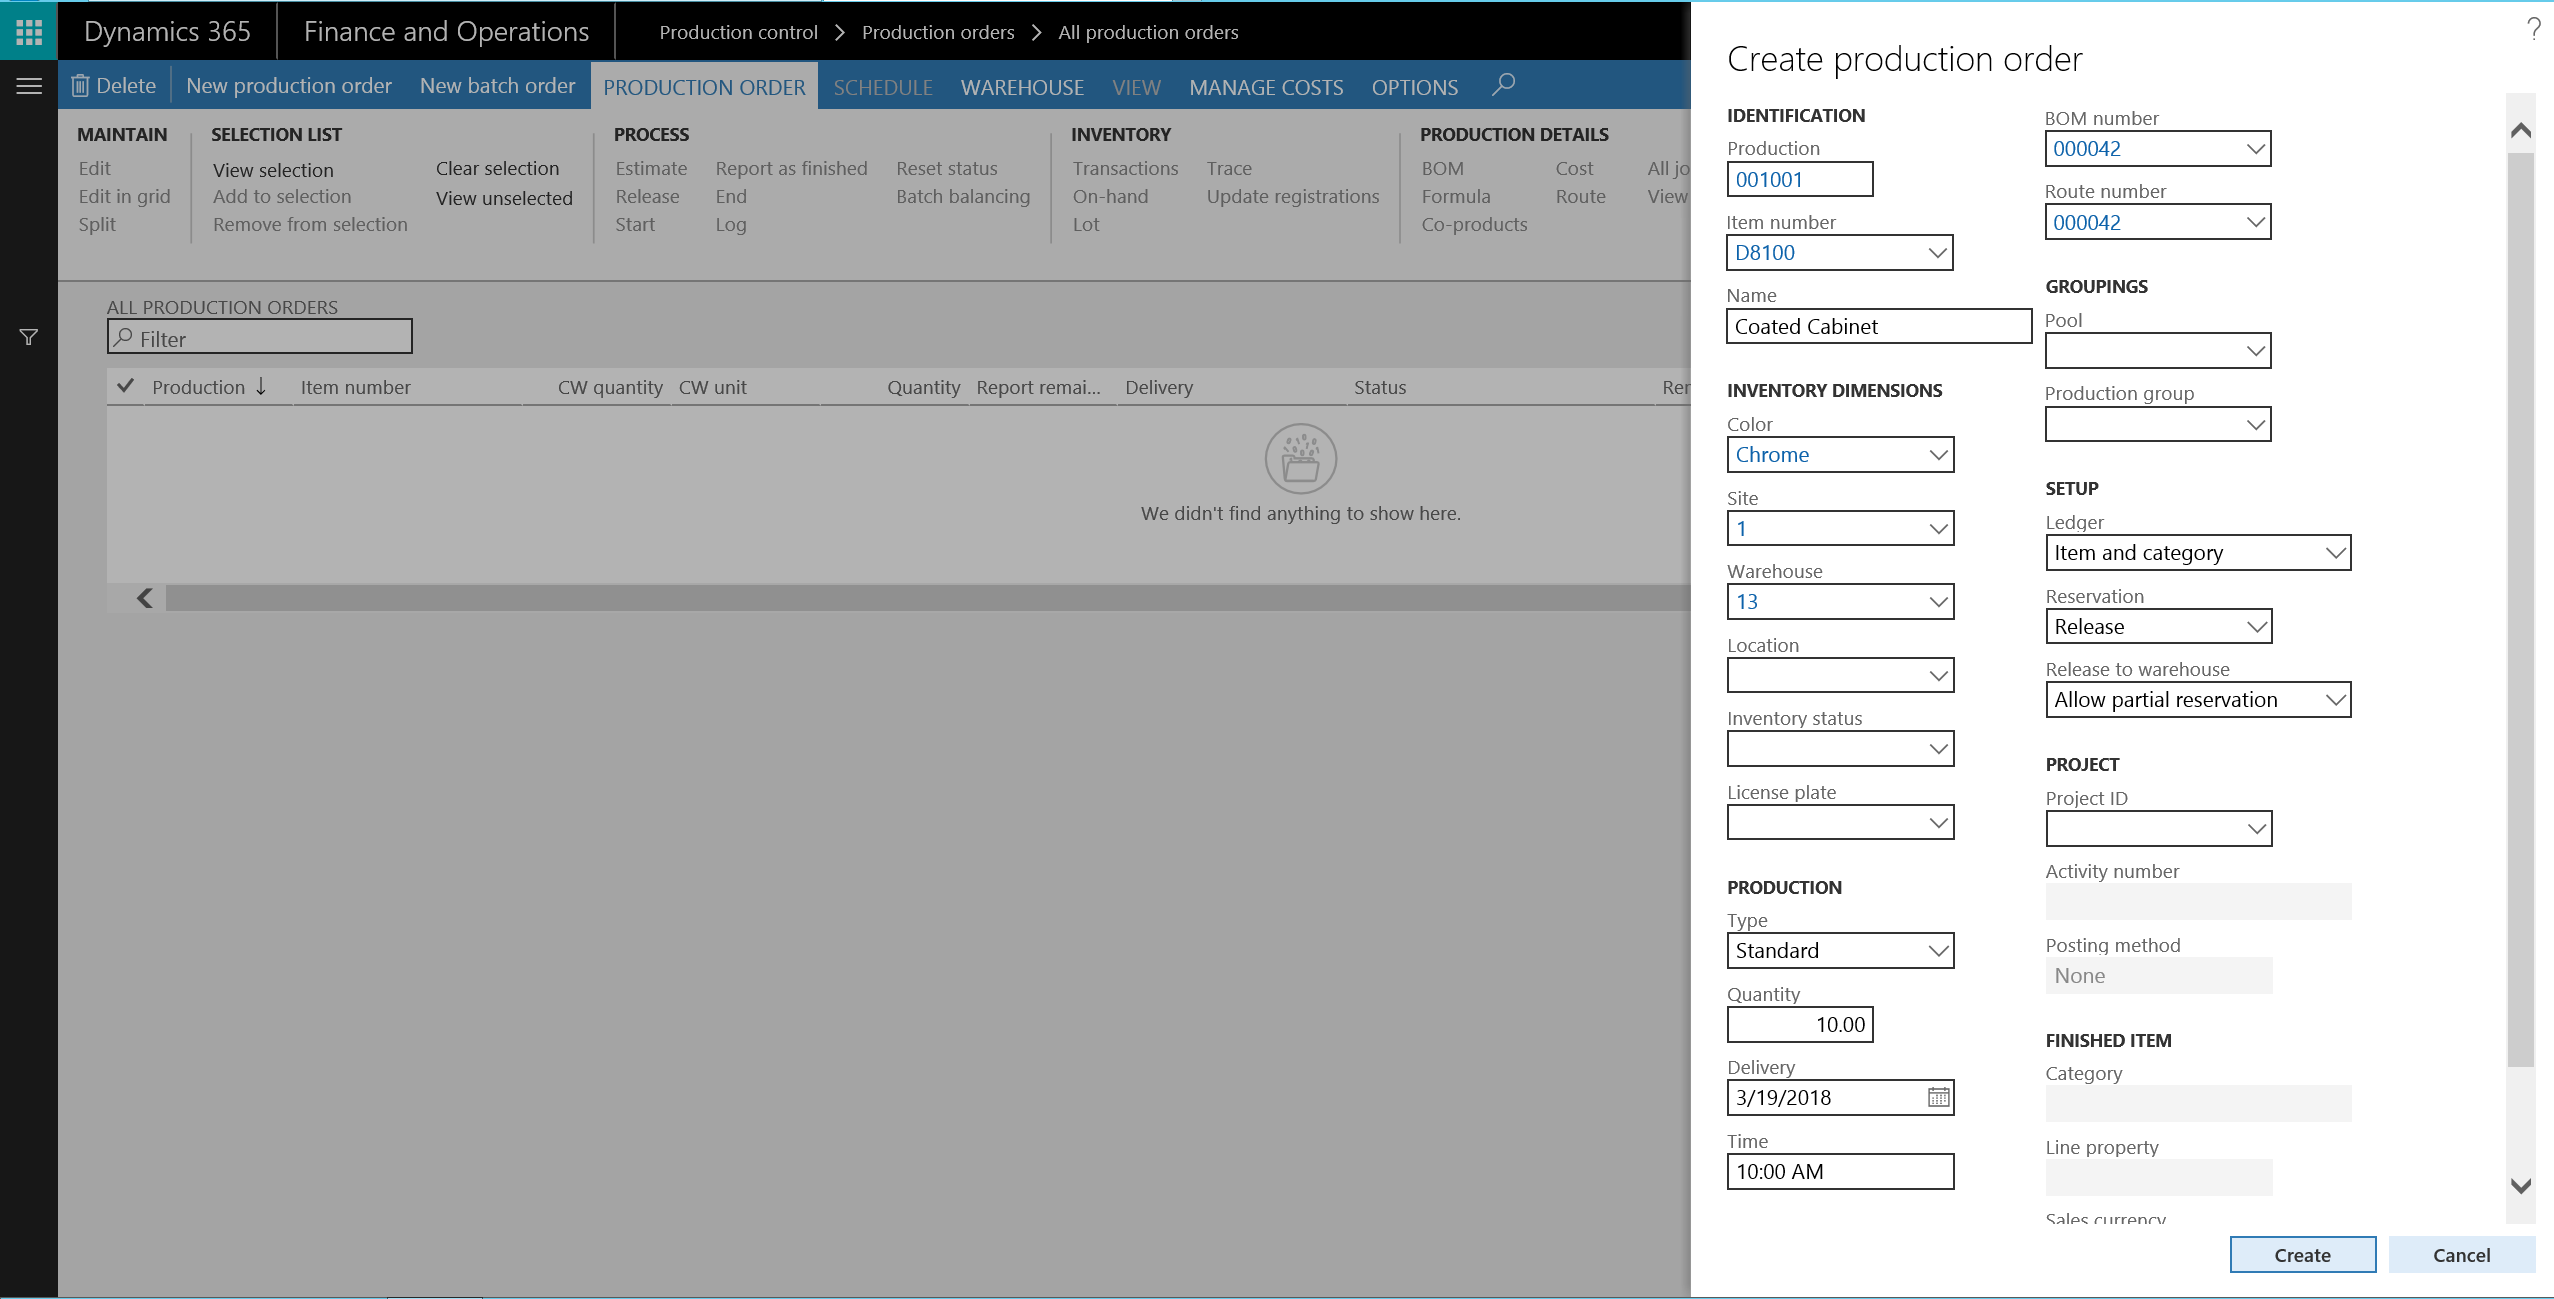 Dynamics 365
Finance and Operations
Production control > Production orders > All production orders
Delete
New production order
New batch order
PRODUCTION ORDER
SCHEDULE
WAREHOUSE
VIEW
MANAGE COSTS
OPTIONS
MAINTAIN
Edit
Edit in grid
Split
SELECTION LIST
View selection
Add to selection
Remove from selection
Clear selection
View unselected
PROCESS
Estimate
Release
Start
Report as finished
End
Log
Reset status
Batch balancing
INVENTORY
Transactions
On-hand
Lot
Trace
Update registrations
PRODUCTION DETAILS
BOM
Formula
Co-products
Cost
Route
All jo
View
ALL PRODUCTION ORDERS
Filter
Production Item number CW quantity CW unit Quantity Report remai... Delivery Status Rer
We didn't find anything to show here.
?
Create production order
IDENTIFICATION
Production
001001
Item number
D8100
Name
Coated Cabinet
INVENTORY DIMENSIONS
Color
Chrome
Site
1
Warehouse
13
Location
Inventory status
License plate
PRODUCTION
Type
Standard
Quantity
10.00
Delivery
3/19/2018
Time
10:00 AM
BOM number
000042
Route number
000042
GROUPINGS
Pool
Production group
SETUP
Ledger
Item and category
Reservation
Release
Release to warehouse
Allow partial reservation
PROJECT
Project ID
Activity number
Posting method
None
FINISHED ITEM
Category
Line property
Sales currency
Create
Cancel